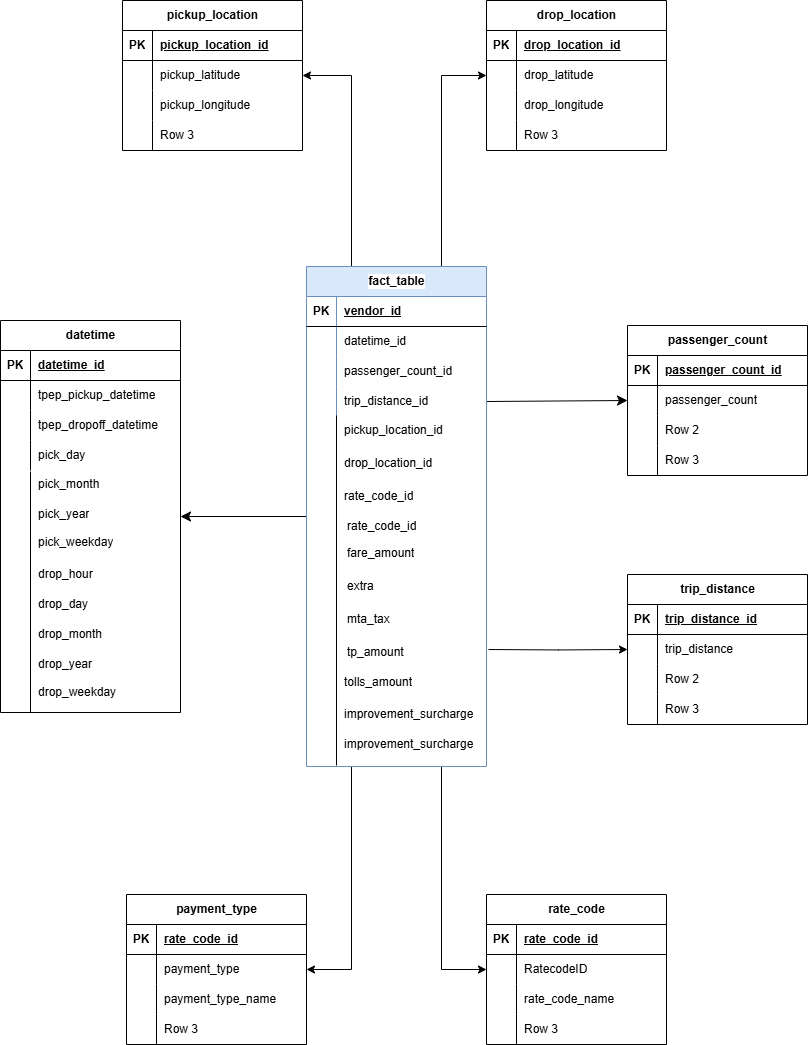 pickup_location
PK pickup_location_id
pickup_latitude
pickup_longitude
Row 3
drop_location
PK drop_location_id
drop_latitude
drop_longitude
Row 3
fact_table
PK vendor_id
datetime_id
passenger_count_id
trip_distance_id
pickup_location_id
drop_location_id
rate_code_id
rate_code_id
fare_amount
extra
mta_tax
tp_amount
tolls_amount
improvement_surcharge
improvement_surcharge
datetime
PK datetime_id
tpep_pickup_datetime
tpep_dropoff_datetime
pick_day
pick_month
pick_year
pick_weekday
drop_hour
drop_day
drop_month
drop_year
drop_weekday
passenger_count
PK passenger_count_id
passenger_count
Row 2
Row 3
trip_distance
PK trip_distance_id
trip_distance
Row 2
Row 3
payment_type
PK rate_code_id
payment_type
payment_type_name
Row 3
rate_code
PK rate_code_id
RatecodeID
rate_code_name
Row 3